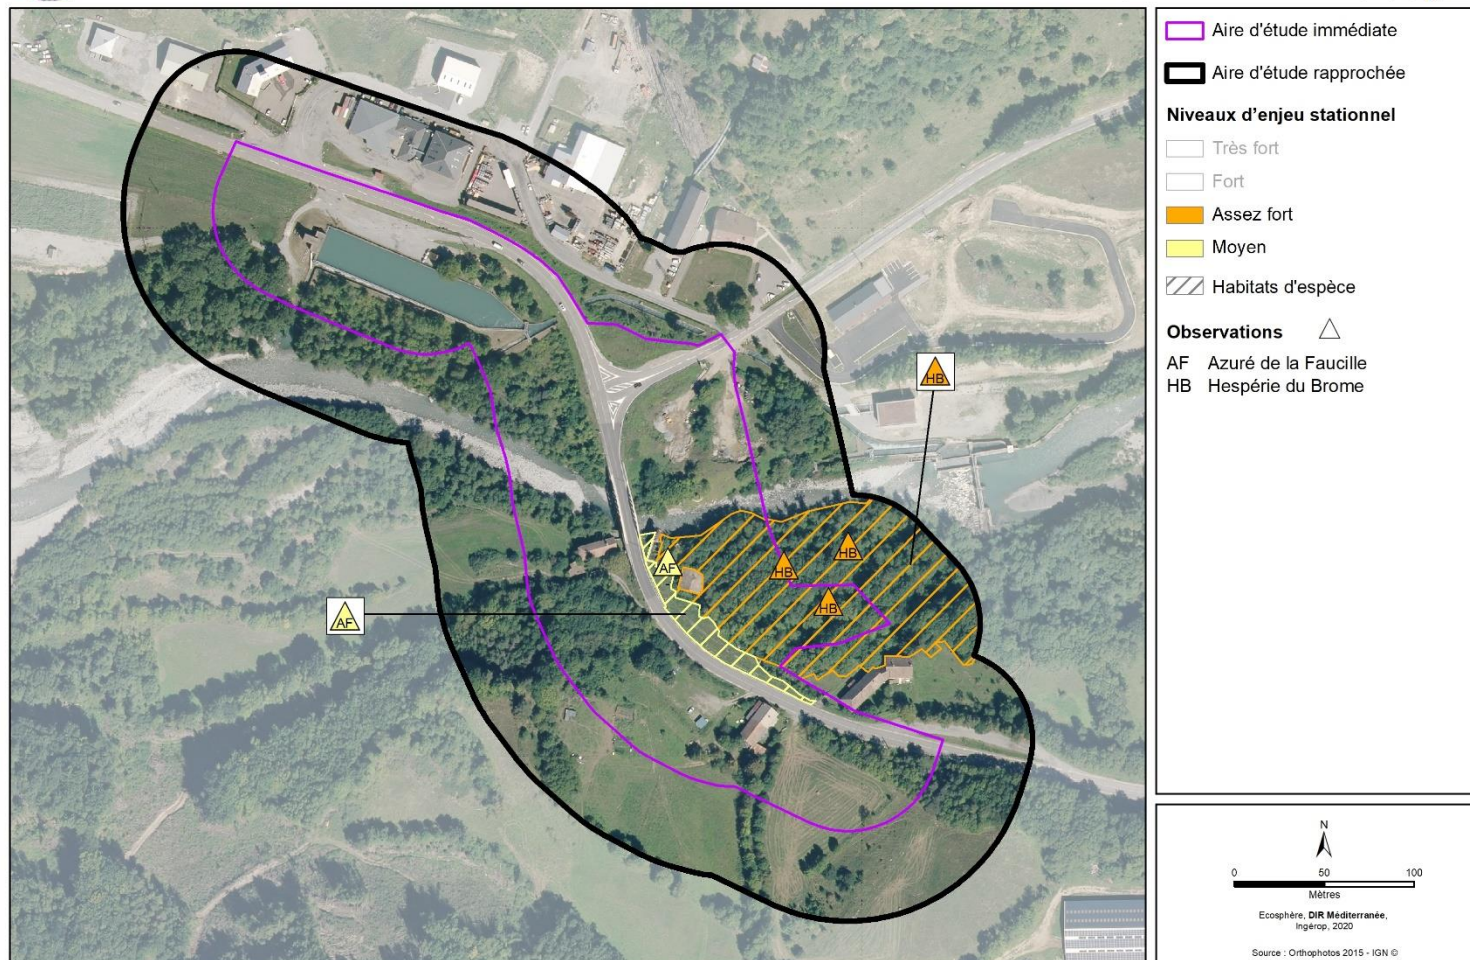 Aire d'étude immédiate
Aire d'étude rapprochée
Niveaux d'enjeu stationnel
Très fort
Fort
Assez fort
Moyen
Habitats d'espèce
Observations
AF Azuré de la Faucille
HB Hespérie du Brome
HB
HB
HB
HB
AF
AF
N
0 50 100
Mètres
Ecosphère, DIR Méditerranée,
Ingérop, 2020
Source : Orthophotos 2015 - IGN ©